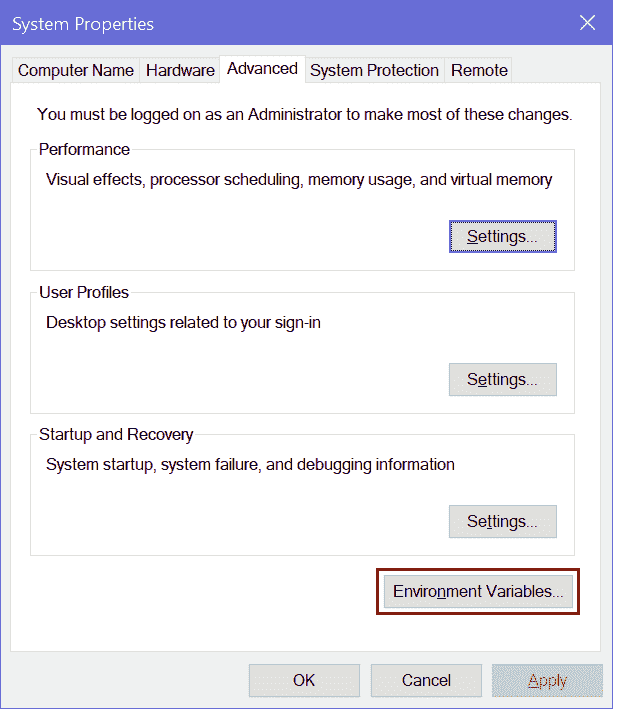 System Properties
Computer Name Hardware Advanced System Protection Remote
You must be logged on as an Administrator to make most of these changes.
Performance
Visual effects, processor scheduling, memory usage, and virtual memory
Settings...
User Profiles
Desktop settings related to your sign-in
Settings...
Startup and Recovery
System startup, system failure, and debugging information
Settings...
Environment Variables...
OK Cancel Apply